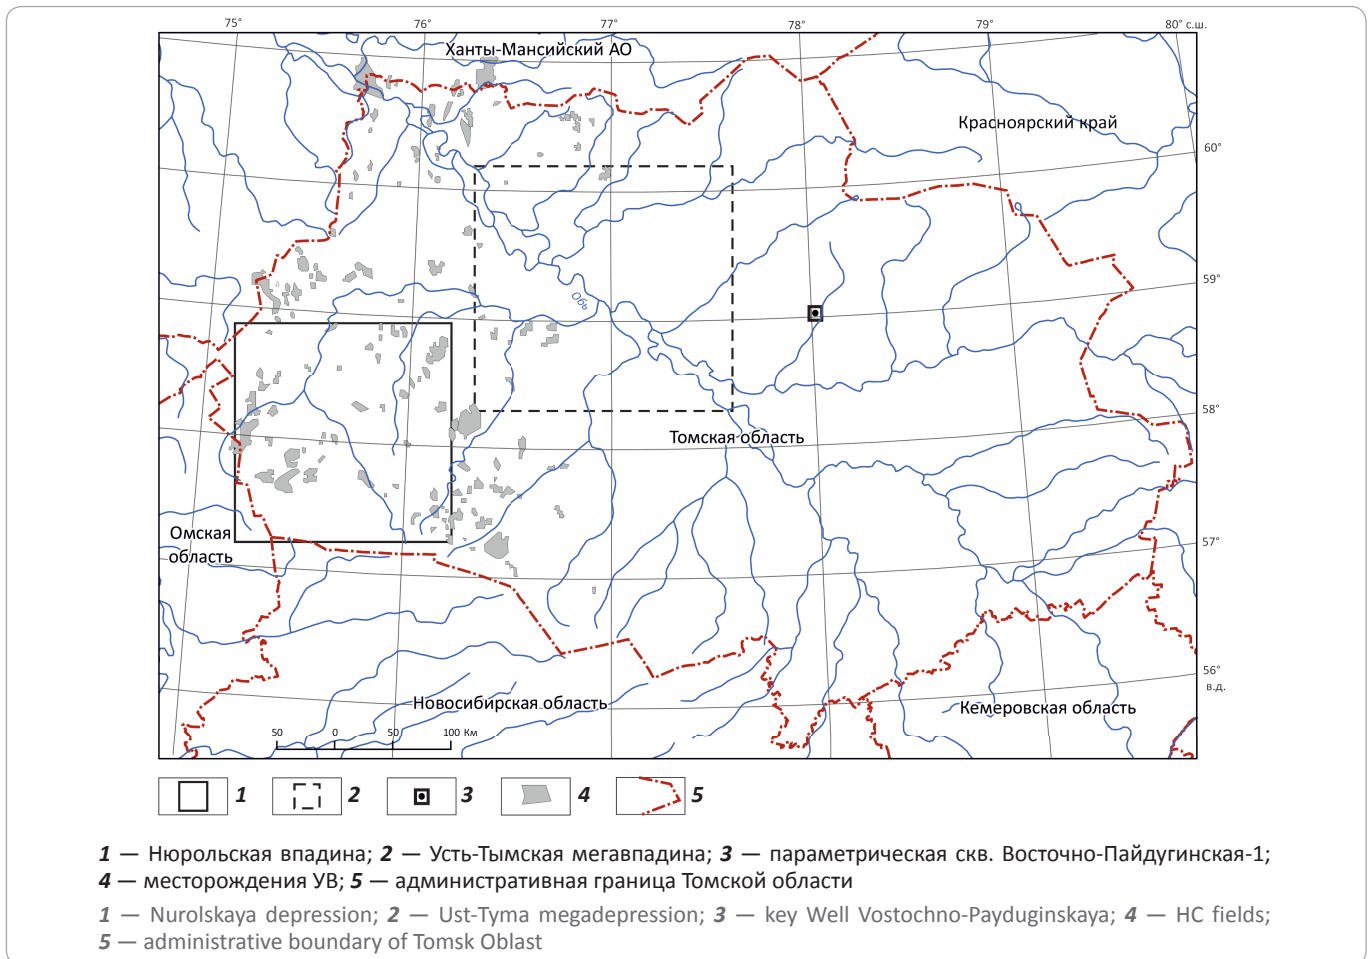 75° 76° 77° 78° 79° 80° с.ш.
Ханты-Мансийский АО
Красноярский край
60°
59°
Обь
58°
Томская область
Омская
область
57°
56°
в.д.
Новосибирская область
Кемеровская область
50 0 50 100 Км
1 2 3 4 5
1 — Нюрольская впадина; 2 — Усть-Тымская мегавпадина; 3 — параметрическая скв. Восточно-Пайдугинская-1;
4 — месторождения УВ; 5 — административная граница Томской области
1 — Nurolskaya depression; 2 — Ust-Tyma megadepression; 3 — key Well Vostochno-Payduginskaya; 4 — HC fields;
5 — administrative boundary of Tomsk Oblast